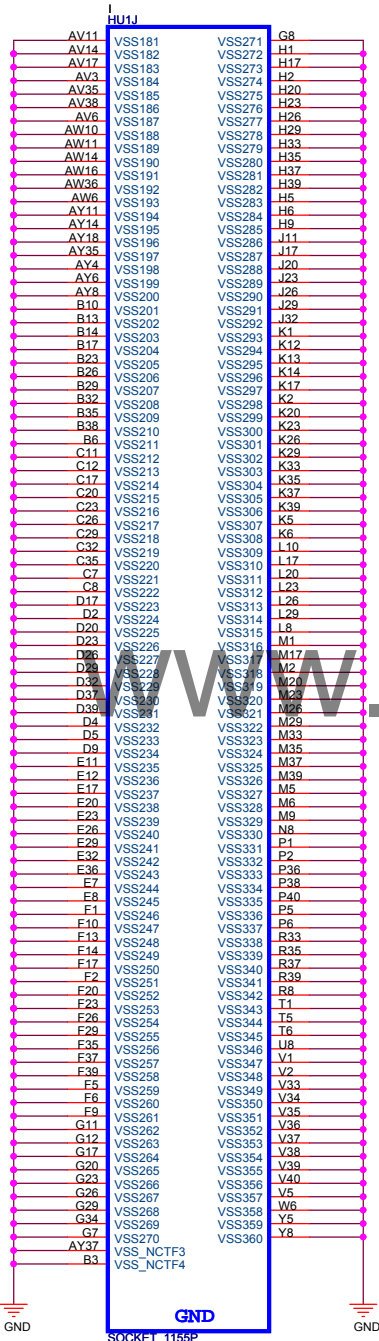 I
HU1J
AV11 VSS181 VSS271 G8
AV14 VSS182 VSS272 H1
AV17 VSS183 VSS273 H17
AV3 VSS184 VSS274 H2
AV35 VSS185 VSS275 H20
AV38 VSS186 VSS276 H23
AV6 VSS187 VSS277 H26
AW10 VSS188 VSS278 H29
AW11 VSS189 VSS279 H33
AW14 VSS190 VSS280 H35
AW16 VSS191 VSS281 H37
AW36 VSS192 VSS282 H39
AW6 VSS193 VSS283 H5
AY11 VSS194 VSS284 H6
AY14 VSS195 VSS285 H9
AY18 VSS196 VSS286 J11
AY35 VSS197 VSS287 J17
AY4 VSS198 VSS288 J20
AY6 VSS199 VSS289 J23
AY8 VSS200 VSS290 J26
B10 VSS201 VSS291 J29
B13 VSS202 VSS292 J32
B14 VSS203 VSS293 K1
B17 VSS204 VSS294 K12
B23 VSS205 VSS295 K13
B26 VSS206 VSS296 K14
B29 VSS207 VSS297 K17
B32 VSS208 VSS298 K2
B35 VSS209 VSS299 K20
B38 VSS210 VSS300 K23
B6 VSS211 VSS301 K26
C11 VSS212 VSS302 K29
C12 VSS213 VSS303 K33
C17 VSS214 VSS304 K35
C20 VSS215 VSS305 K37
C23 VSS216 VSS306 K39
C26 VSS217 VSS307 K5
C29 VSS218 VSS308 K6
C32 VSS219 VSS309 L10
C35 VSS220 VSS310 L17
C7 VSS221 VSS311 L20
C8 VSS222 VSS312 L23
D17 VSS223 VSS313 L26
D2 VSS224 VSS314 L29
D20 VSS225 VSS315 L8
D23 VSS226 VSS316 M1
D26 VSS227 VSS317 M17
D29 VSS228 VSS318 M2
D33 VSS229 VSS319 M20
D37 VSS230 VSS320 M23
D39 VSS231 VSS321 M26
D4 VSS232 VSS322 M29
D5 VSS233 VSS323 M33
D9 VSS234 VSS324 M35
E11 VSS235 VSS325 M37
E12 VSS236 VSS326 M39
E17 VSS237 VSS327 M5
E20 VSS238 VSS328 M6
E23 VSS239 VSS329 M9
E26 VSS240 VSS330 N8
E29 VSS241 VSS331 P1
E32 VSS242 VSS332 P2
E36 VSS243 VSS333 P36
E7 VSS244 VSS334 P38
E8 VSS245 VSS335 P40
F1 VSS246 VSS336 P5
F10 VSS247 VSS337 P6
F13 VSS248 VSS338 R33
F14 VSS249 VSS339 R35
F17 VSS250 VSS340 R37
F2 VSS251 VSS341 R39
F20 VSS252 VSS342 R8
F23 VSS253 VSS343 T1
F26 VSS254 VSS344 T5
F29 VSS255 VSS345 T6
F35 VSS256 VSS346 U8
F37 VSS257 VSS347 V1
F39 VSS258 VSS348 V2
F5 VSS259 VSS349 V33
F6 VSS260 VSS350 V34
F9 VSS261 VSS351 V35
G11 VSS262 VSS352 V36
G12 VSS263 VSS353 V37
G17 VSS264 VSS354 V38
G20 VSS265 VSS355 V39
G23 VSS266 VSS356 V40
G26 VSS267 VSS357 V5
G29 VSS268 VSS358 W6
G34 VSS269 VSS359 Y5
G7 VSS270 VSS360 Y8
AY37 VSS_NCTF3
B3 VSS_NCTF4
www.
GND
GND
GND
SOCKET_1155P